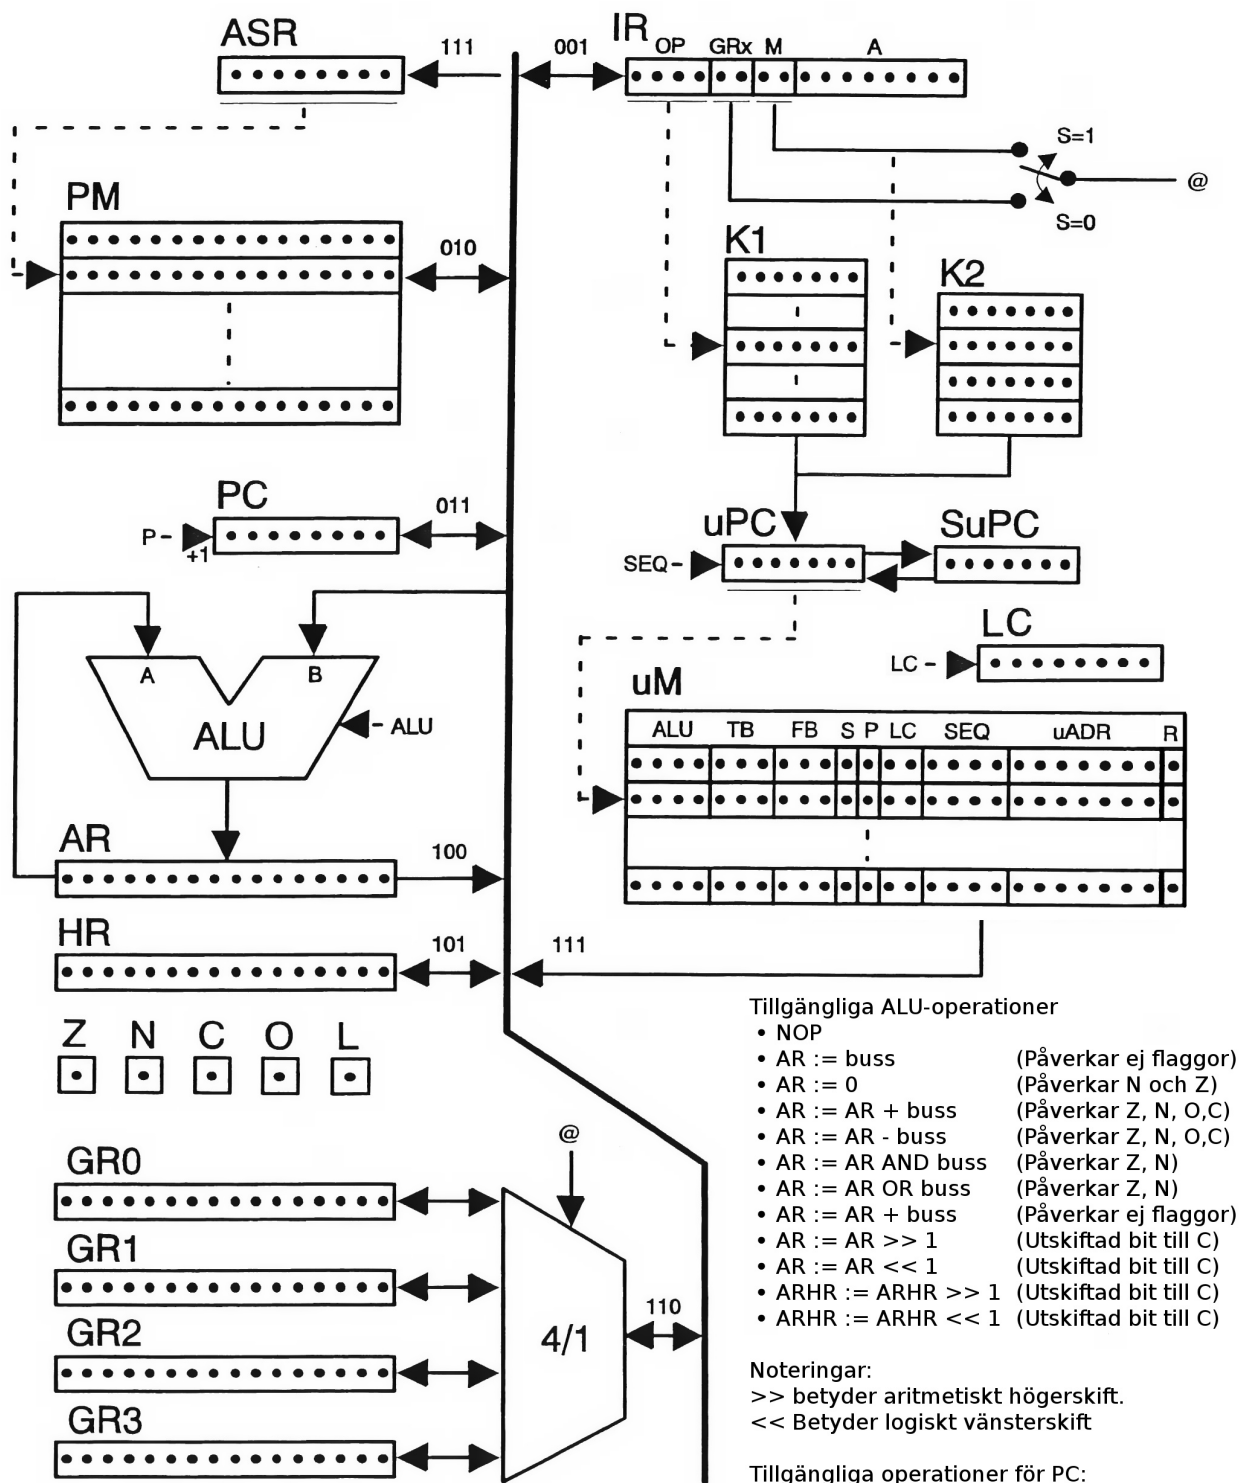 ASR
111
001
IR
OP GRx M A
S=1
@
S=0
PM
010
K1
K2
PC
P
+1
011
uPC
SEQ
SuPC
LC
LC
A B
ALU
ALU
uM
ALU TB FB S P LC SEQ uADR R
AR
100
HR
101
111
Z N C O L
@
GR0
GR1
GR2
GR3
4/1
110
Tillgängliga ALU-operationer
• NOP
• AR := buss (Påverkar ej flaggor)
• AR := 0 (Påverkar N och Z)
• AR := AR + buss (Påverkar Z, N, O,C)
• AR := AR - buss (Påverkar Z, N, O,C)
• AR := AR AND buss (Påverkar Z, N)
• AR := AR OR buss (Påverkar Z, N)
• AR := AR + buss (Påverkar ej flaggor)
• AR := AR >> 1 (Utskiftad bit till C)
• AR := AR << 1 (Utskiftad bit till C)
• ARHR := ARHR >> 1 (Utskiftad bit till C)
• ARHR := ARHR << 1 (Utskiftad bit till C)
Noteringar:
>> betyder aritmetiskt högerskift.
<< Betyder logiskt vänsterskift
Tillgängliga operationer för PC: